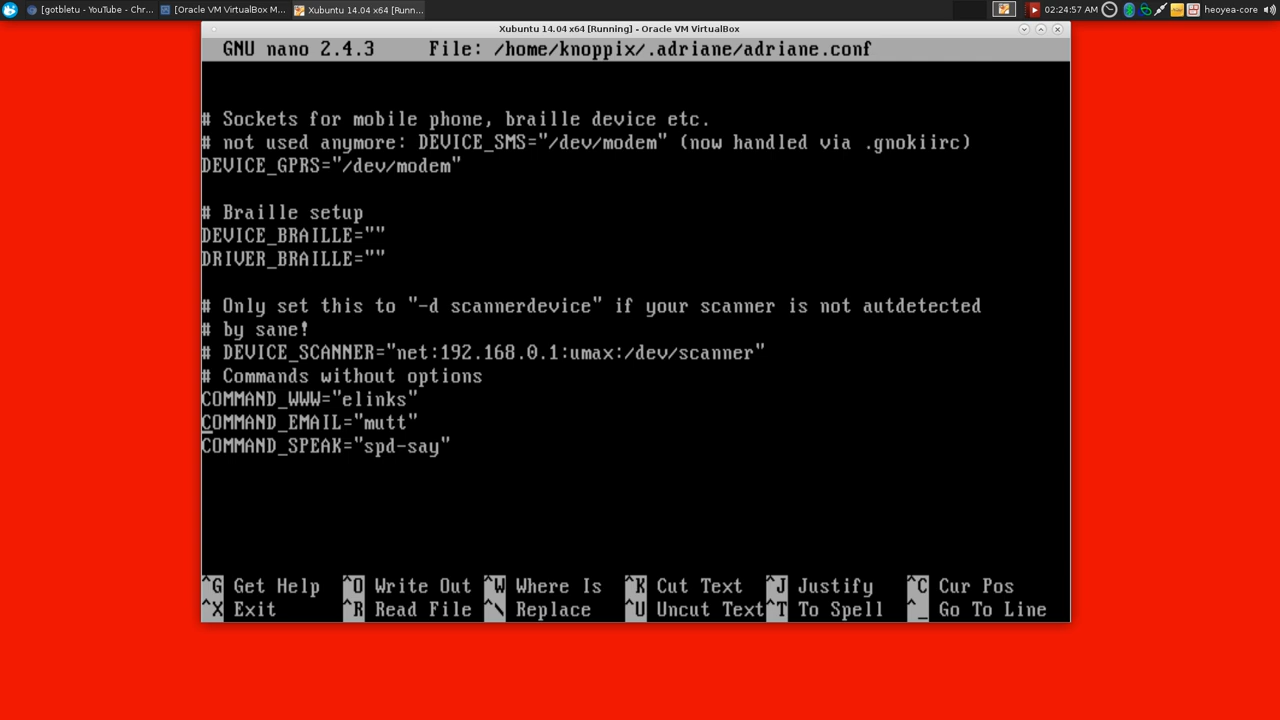 [gotbletu - YouTube - Chr... [Oracle VM VirtualBox M... Xubuntu 14.04 x64 [Runn... 02:24:57 AM heoyea-core
Xubuntu 14.04 x64 [Running] - Oracle VM VirtualBox
GNU nano 2.4.3 File: /home/knoppix/.adriane/adriane.conf
# Sockets for mobile phone, braille device etc.
# not used anymore: DEVICE_SMS="/dev/modem" (now handled via .gnokiirc)
DEVICE_GPRS="/dev/modem"
# Braille setup
DEVICE_BRAILLE=""
DRIVER_BRAILLE=""
# Only set this to "-d scannerdevice" if your scanner is not autdetected
# by sane!
# DEVICE_SCANNER="net:192.168.0.1:umax:/dev/scanner"
# Commands without options
COMMAND_WWW="elinks"
COMMAND_EMAIL="mutt"
COMMAND_SPEAK="spd-say"
^G Get Help ^O Write Out ^W Where Is ^K Cut Text ^J Justify ^C Cur Pos
^X Exit ^R Read File ^\ Replace ^U Uncut Text ^T To Spell ^_ Go To Line